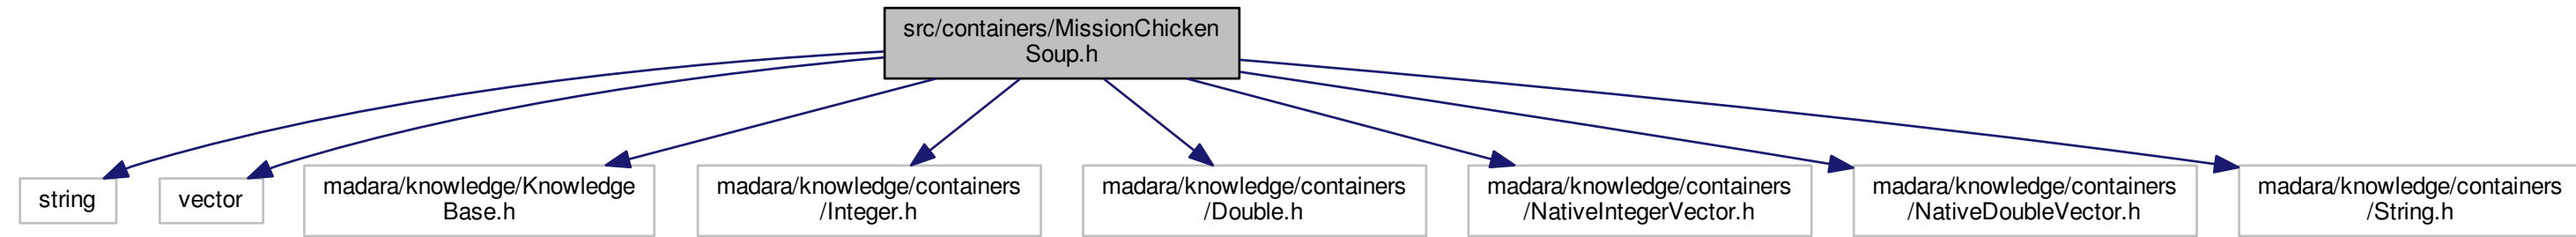 src/containers/MissionChicken
Soup.h
string
vector
madara/knowledge/Knowledge
Base.h
madara/knowledge/containers
/Integer.h
madara/knowledge/containers
/Double.h
madara/knowledge/containers
/NativeIntegerVector.h
madara/knowledge/containers
/NativeDoubleVector.h
madara/knowledge/containers
/String.h